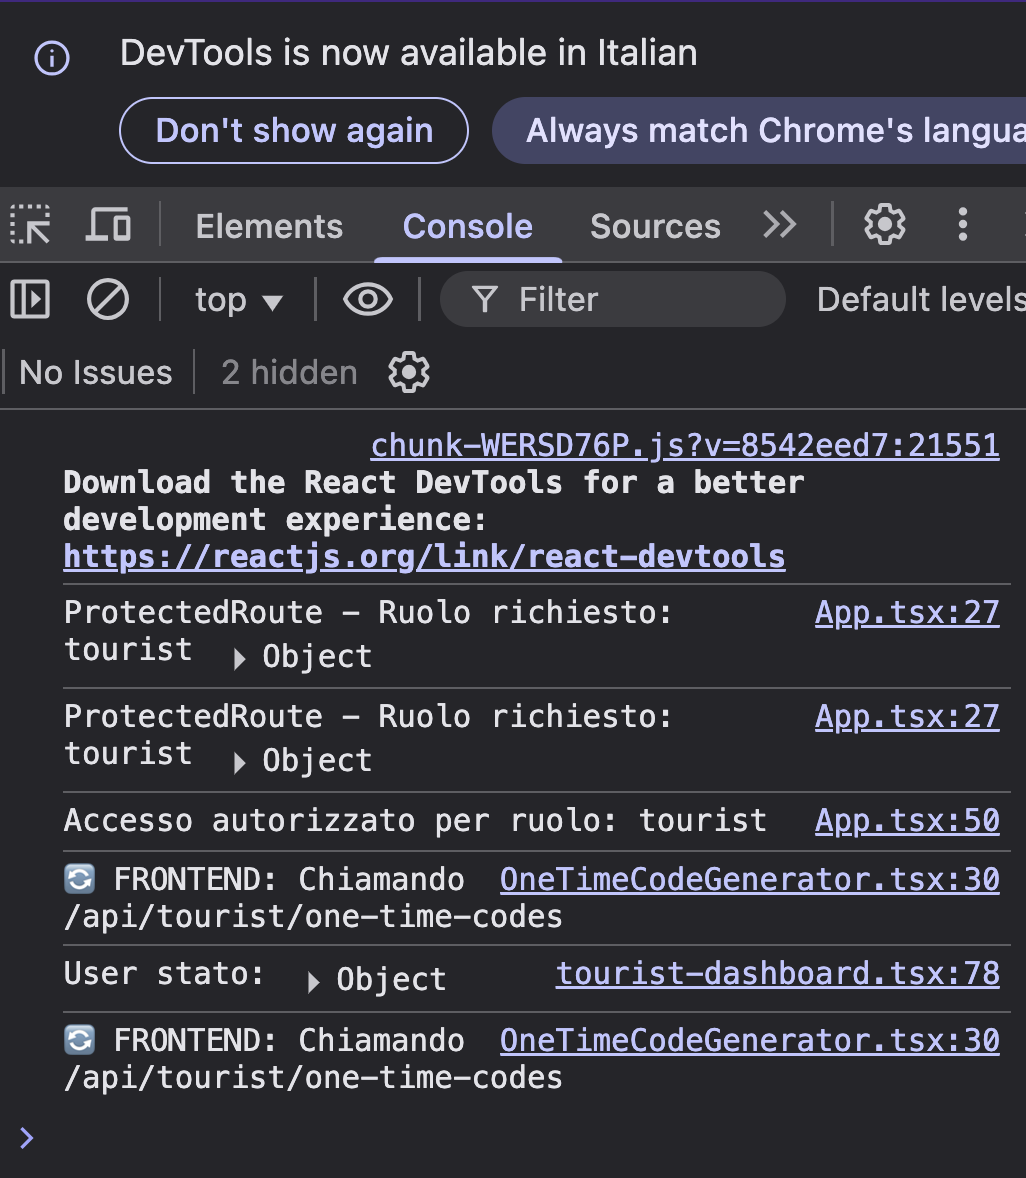 DevTools is now available in Italian
Don't show again
Always match Chrome's langua
Elements
Console
Sources
top
Filter
Default levels
No Issues
2 hidden
chunk-WERSD76P.js?v=8542eed7:21551
Download the React DevTools for a better
development experience:
https://reactjs.org/link/react-devtools
ProtectedRoute – Ruolo richiesto: App.tsx:27
tourist ▶ Object
ProtectedRoute – Ruolo richiesto: App.tsx:27
tourist ▶ Object
Accesso autorizzato per ruolo: tourist App.tsx:50
🔄 FRONTEND: Chiamando OneTimeCodeGenerator.tsx:30
/api/tourist/one-time-codes
User stato: ▶ Object tourist-dashboard.tsx:78
🔄 FRONTEND: Chiamando OneTimeCodeGenerator.tsx:30
/api/tourist/one-time-codes